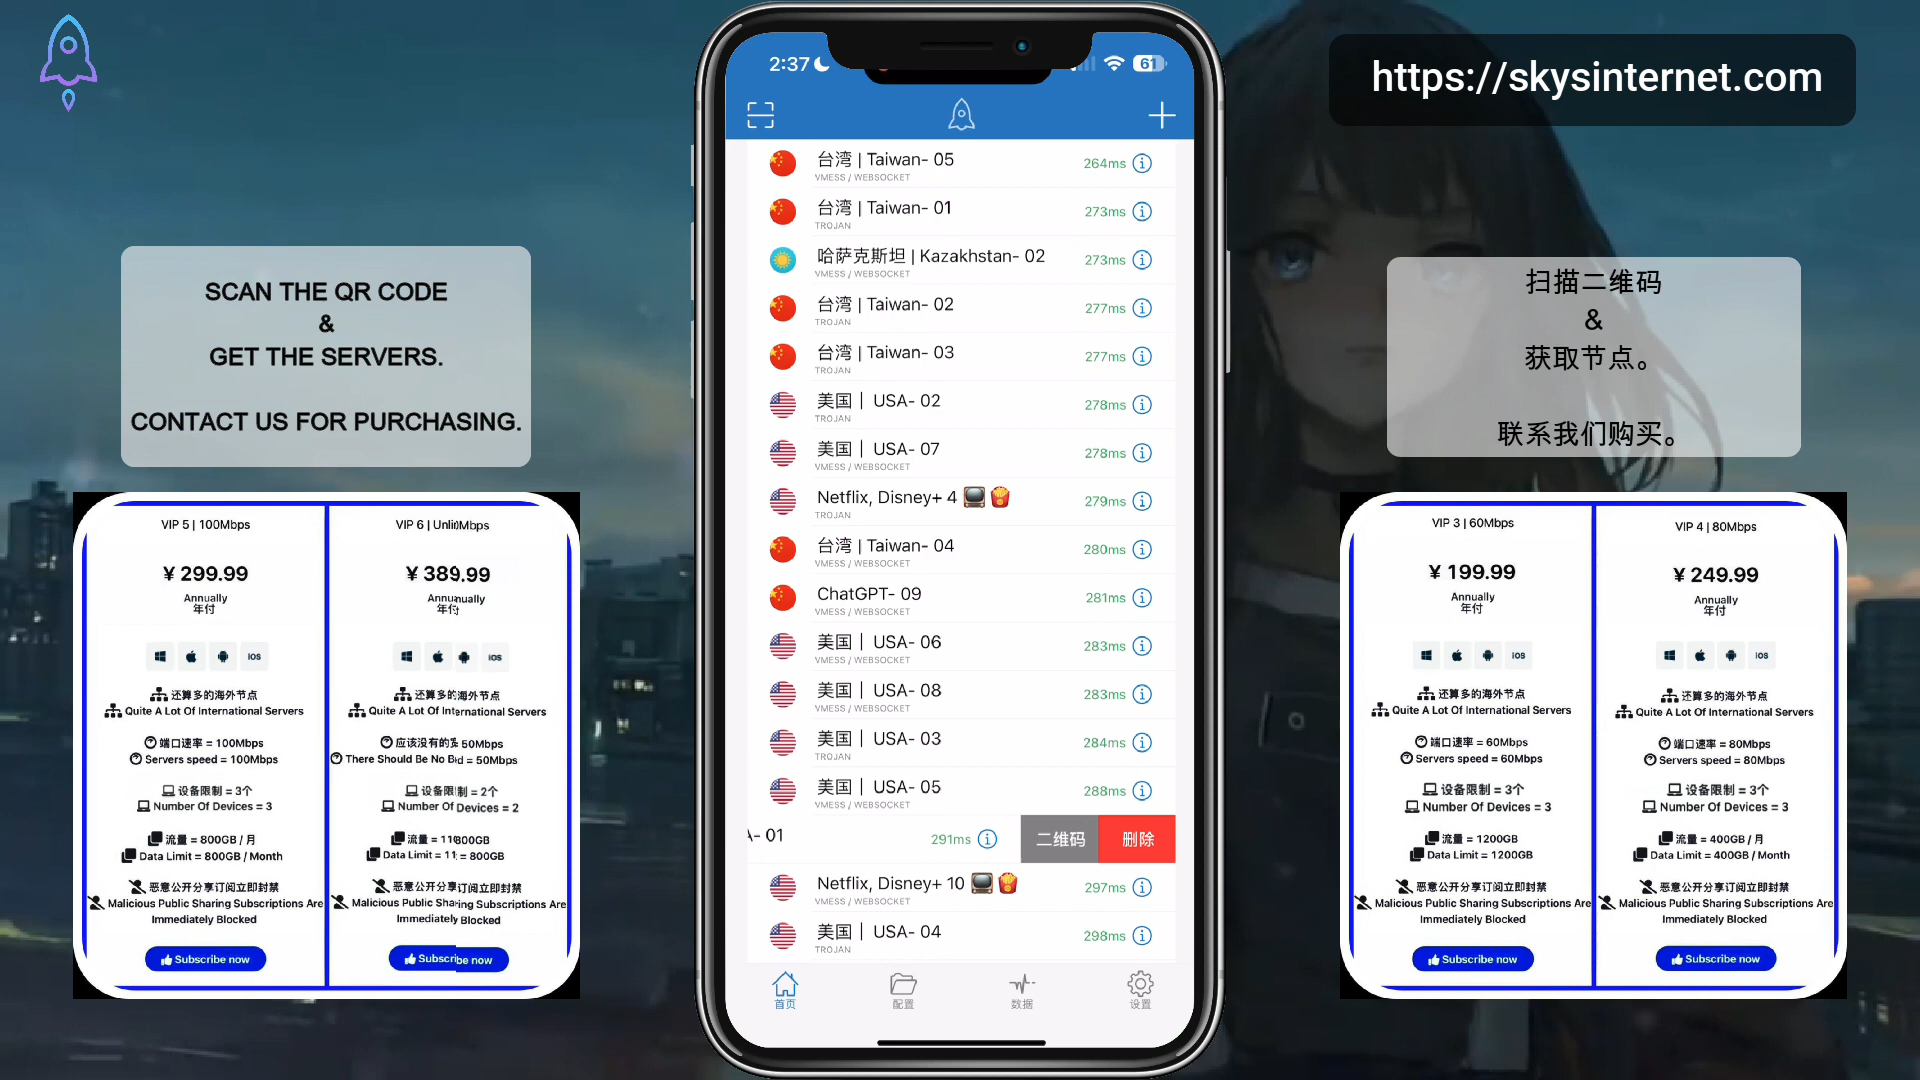 https://skysinternet.com
SCAN THE QR CODE
&
GET THE SERVERS.
CONTACT US FOR PURCHASING.
VIP 5 | 100Mbps
¥ 299.99
Annually
年付
iOS
还算多的海外节点
Quite A Lot Of International Servers
端口速率 = 100Mbps
Servers speed = 100Mbps
设备限制 = 3个
Number Of Devices = 3
流量 = 800GB / 月
Data Limit = 800GB / Month
恶意公开分享订阅立即封禁
Malicious Public Sharing Subscriptions Are
Immediately Blocked
Subscribe now
VIP 6 | Mbps
¥ 389.99
年付
iOS
还算多的海外节点
Quite A Lot Of International Servers
应该没有的 50Mbps
There Should Be No = 50Mbps
设备限制 = 2个
Number Of Devices = 2
流量 = 800GB
Data Limit = 800GB
恶意公开分享订阅立即封禁
Malicious Public Sharing Subscriptions Are
Immediately Blocked
Subscribe now
2:37
61
台湾 | Taiwan- 05
VMESS / WEBSOCKET
264ms
台湾 | Taiwan- 01
TROJAN
273ms
哈萨克斯坦 | Kazakhstan- 02
VMESS / WEBSOCKET
273ms
台湾 | Taiwan- 02
TROJAN
277ms
台湾 | Taiwan- 03
TROJAN
277ms
美国｜ USA- 02
TROJAN
278ms
美国｜ USA- 07
VMESS / WEBSOCKET
278ms
Netflix, Disney+ 4 📺🍟
TROJAN
279ms
台湾 | Taiwan- 04
VMESS / WEBSOCKET
280ms
ChatGPT- 09
VMESS / WEBSOCKET
281ms
美国｜ USA- 06
VMESS / WEBSOCKET
283ms
美国｜ USA- 08
VMESS / WEBSOCKET
283ms
美国｜ USA- 03
TROJAN
284ms
美国｜ USA- 05
VMESS / WEBSOCKET
288ms
A- 01
291ms
二维码
删除
Netflix, Disney+ 10 📺🍟
VMESS / WEBSOCKET
297ms
美国｜ USA- 04
TROJAN
298ms
首页
配置
数据
设置
扫描二维码
&
获取节点。
联系我们购买。
VIP 3 | 60Mbps
¥ 199.99
Annually
年付
iOS
还算多的海外节点
Quite A Lot Of International Servers
端口速率 = 60Mbps
Servers speed = 60Mbps
设备限制 = 3个
Number Of Devices = 3
流量 = 1200GB
Data Limit = 1200GB
恶意公开分享订阅立即封禁
Malicious Public Sharing Subscriptions Are
Immediately Blocked
Subscribe now
VIP 4 | 80Mbps
¥ 249.99
Annually
年付
iOS
还算多的海外节点
Quite A Lot Of International Servers
端口速率 = 80Mbps
Servers speed = 80Mbps
设备限制 = 3个
Number Of Devices = 3
流量 = 400GB / 月
Data Limit = 400GB / Month
恶意公开分享订阅立即封禁
Malicious Public Sharing Subscriptions Are
Immediately Blocked
Subscribe now